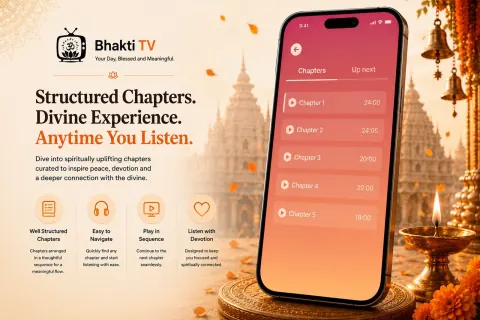 Bhakti TV
Your Day, Blessed and Meaningful.
Structured Chapters.
Divine Experience.
Anytime You Listen.
Dive into spiritually uplifting chapters
curated to inspire peace, devotion and
a deeper connection with the divine.
Well Structured
Chapters
Chapters arranged
in a thoughtful
sequence for a
meaningful flow.
Easy to
Navigate
Quickly find any
chapter and start
listening with ease.
Play in
Sequence
Continue to the
next chapter
seamlessly.
Listen with
Devotion
Designed to keep
you focused and
spiritually connected.
9:41
Chapters
Up next
Chapter 1 24:00
Chapter 2 24:05
Chapter 3 20:00
Chapter 4 22:00
Chapter 5 18:00